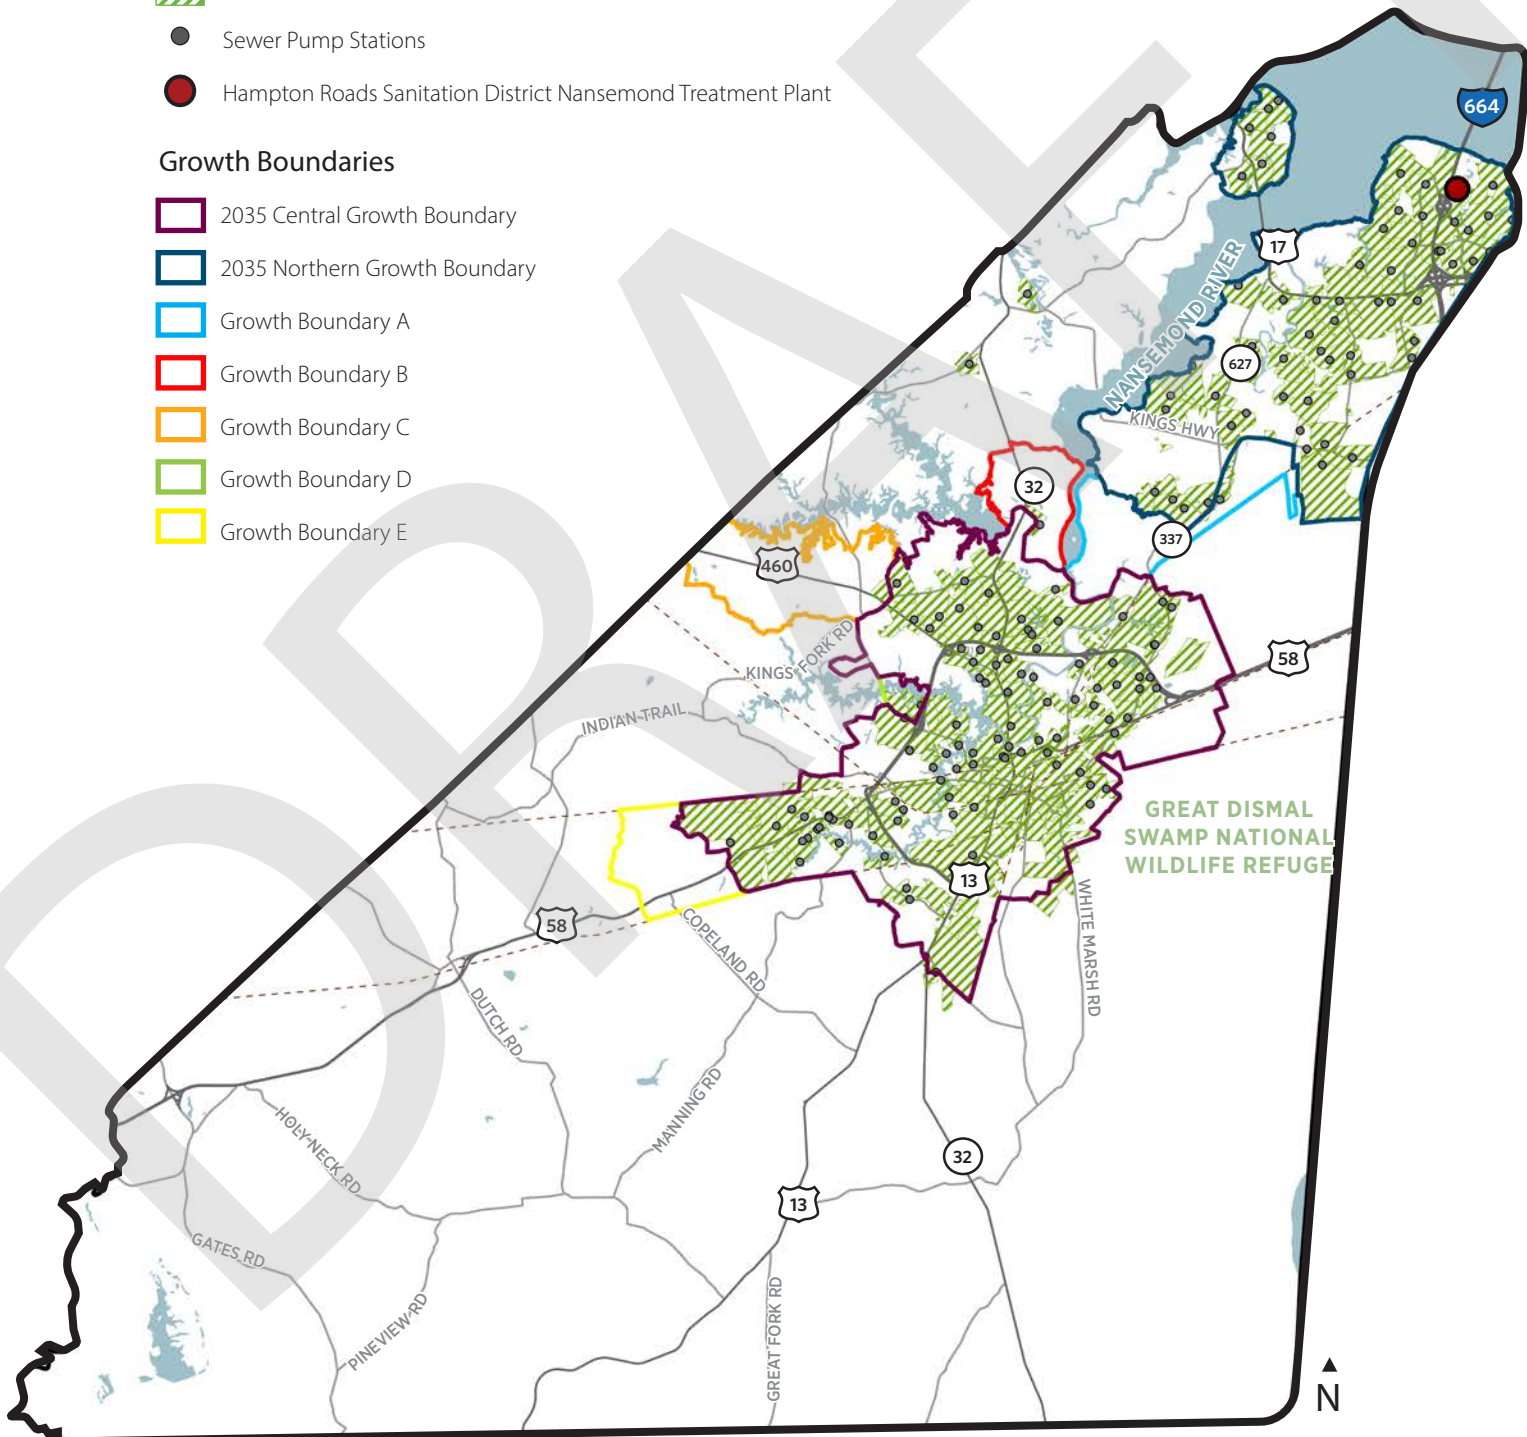 Sewer Pump Stations
Hampton Roads Sanitation District Nansemond Treatment Plant
Growth Boundaries
2035 Central Growth Boundary
2035 Northern Growth Boundary
Growth Boundary A
Growth Boundary B
Growth Boundary C
Growth Boundary D
Growth Boundary E
DRAFT
664
17
NANSEMOND RIVER
627
KINGS HWY
32
337
460
KINGS FORK RD
58
INDIAN TRAIL
GREAT DISMAL
SWAMP NATIONAL
WILDLIFE REFUGE
13
WHITE MARSH RD
58
COPELAND RD
DUTCH RD
MANNING RD
HOLY NECK RD
32
13
GATES RD
PINEVIEW RD
GREAT FORK RD
N